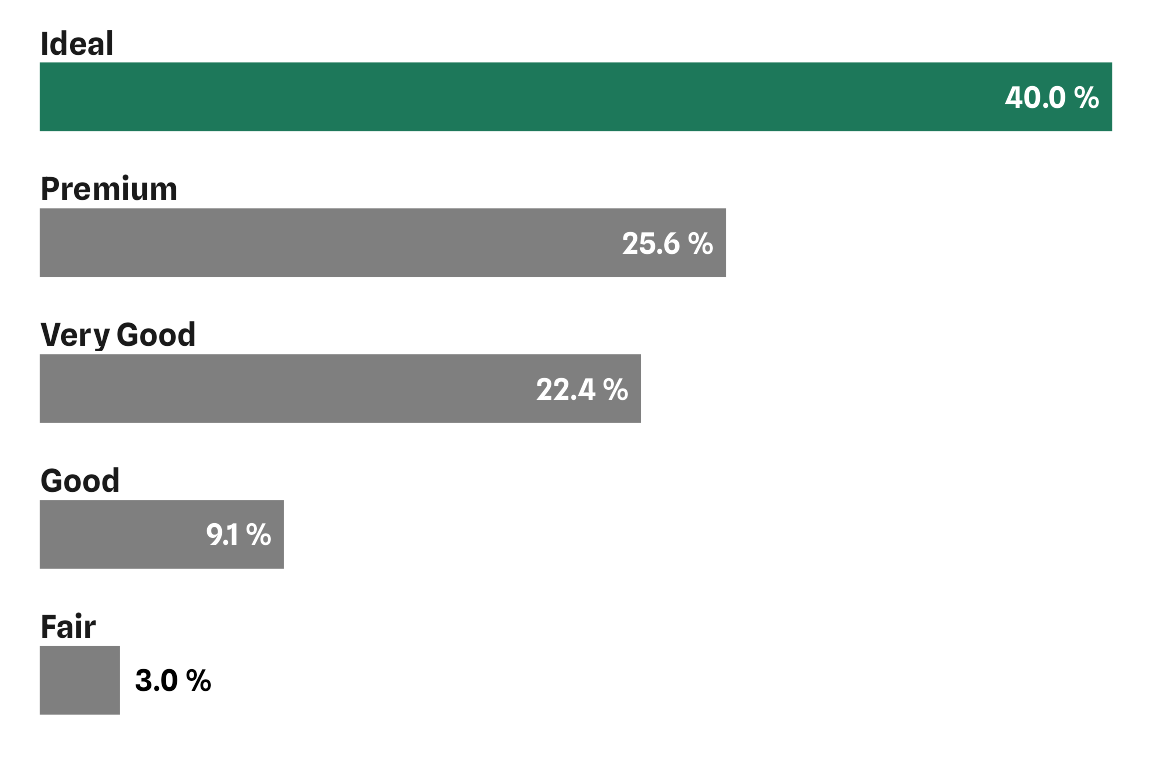 Ideal
40.0 %
Premium
25.6 %
Very Good
22.4 %
Good
9.1 %
Fair
3.0 %